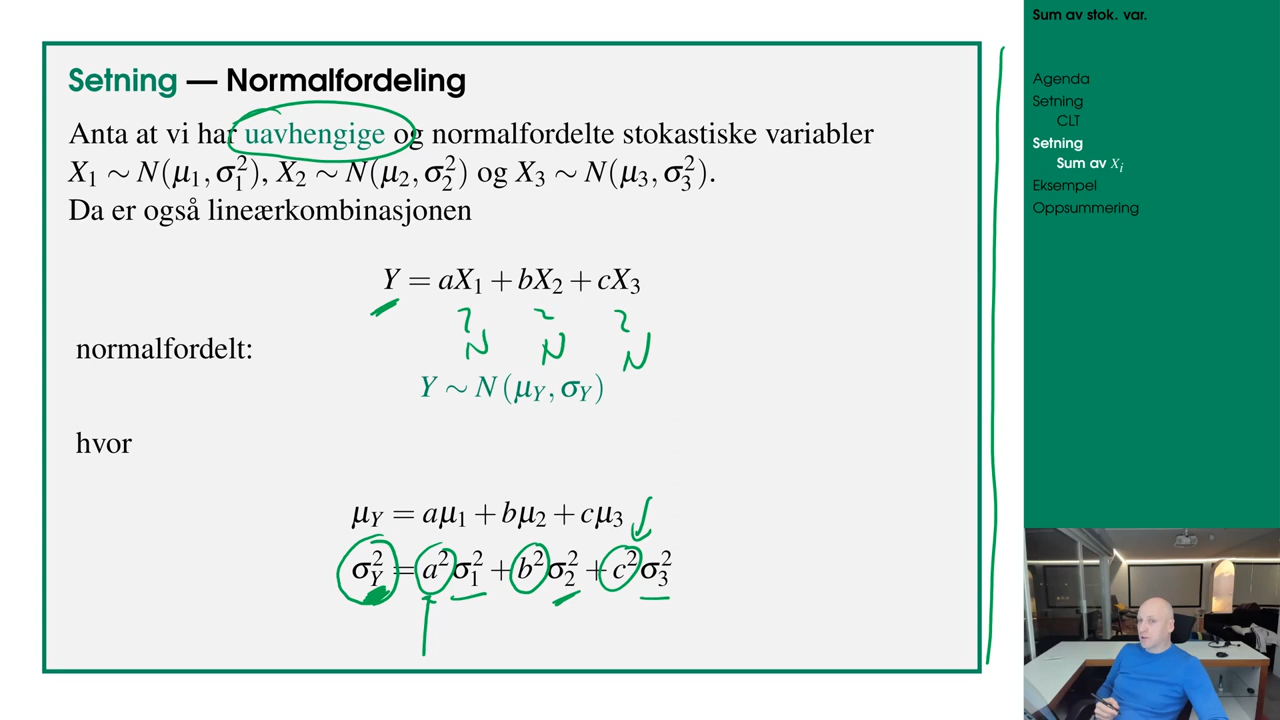 Setning — Normalfordeling
Anta at vi har uavhengige og normalfordelte stokastiske variabler
X₁ ∼ N(μ₁, σ₁²), X₂ ∼ N(μ₂, σ₂²) og X₃ ∼ N(μ₃, σ₃²).
Da er også lineærkombinasjonen
Y = aX₁ + bX₂ + cX₃
~ ~ ~
N N N
normalfordelt:
Y ∼ N(μ_Y, σ_Y)
hvor
μ_Y = aμ₁ + bμ₂ + cμ₃
σ_Y² = a²σ₁² + b²σ₂² + c²σ₃²
Sum av stok. var.
Agenda
Setning
CLT
Setning
Sum av Xᵢ
Eksempel
Oppsummering